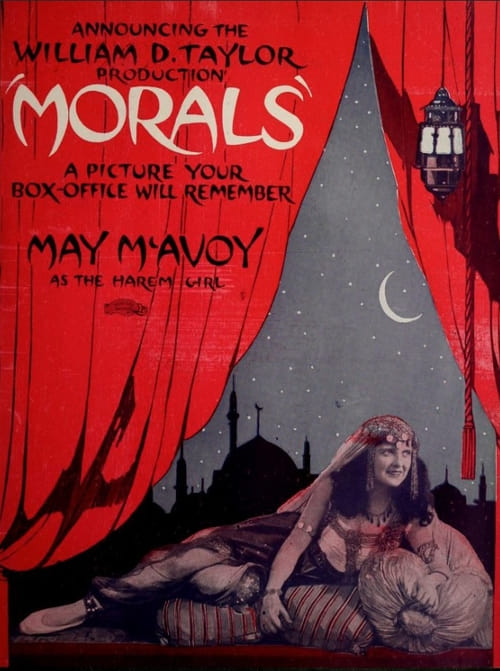 ANNOUNCING THE
WILLIAM D. TAYLOR
PRODUCTION
"MORALS"
A PICTURE YOUR
BOX-OFFICE WILL REMEMBER
MAY McAVOY
AS THE HAREM GIRL